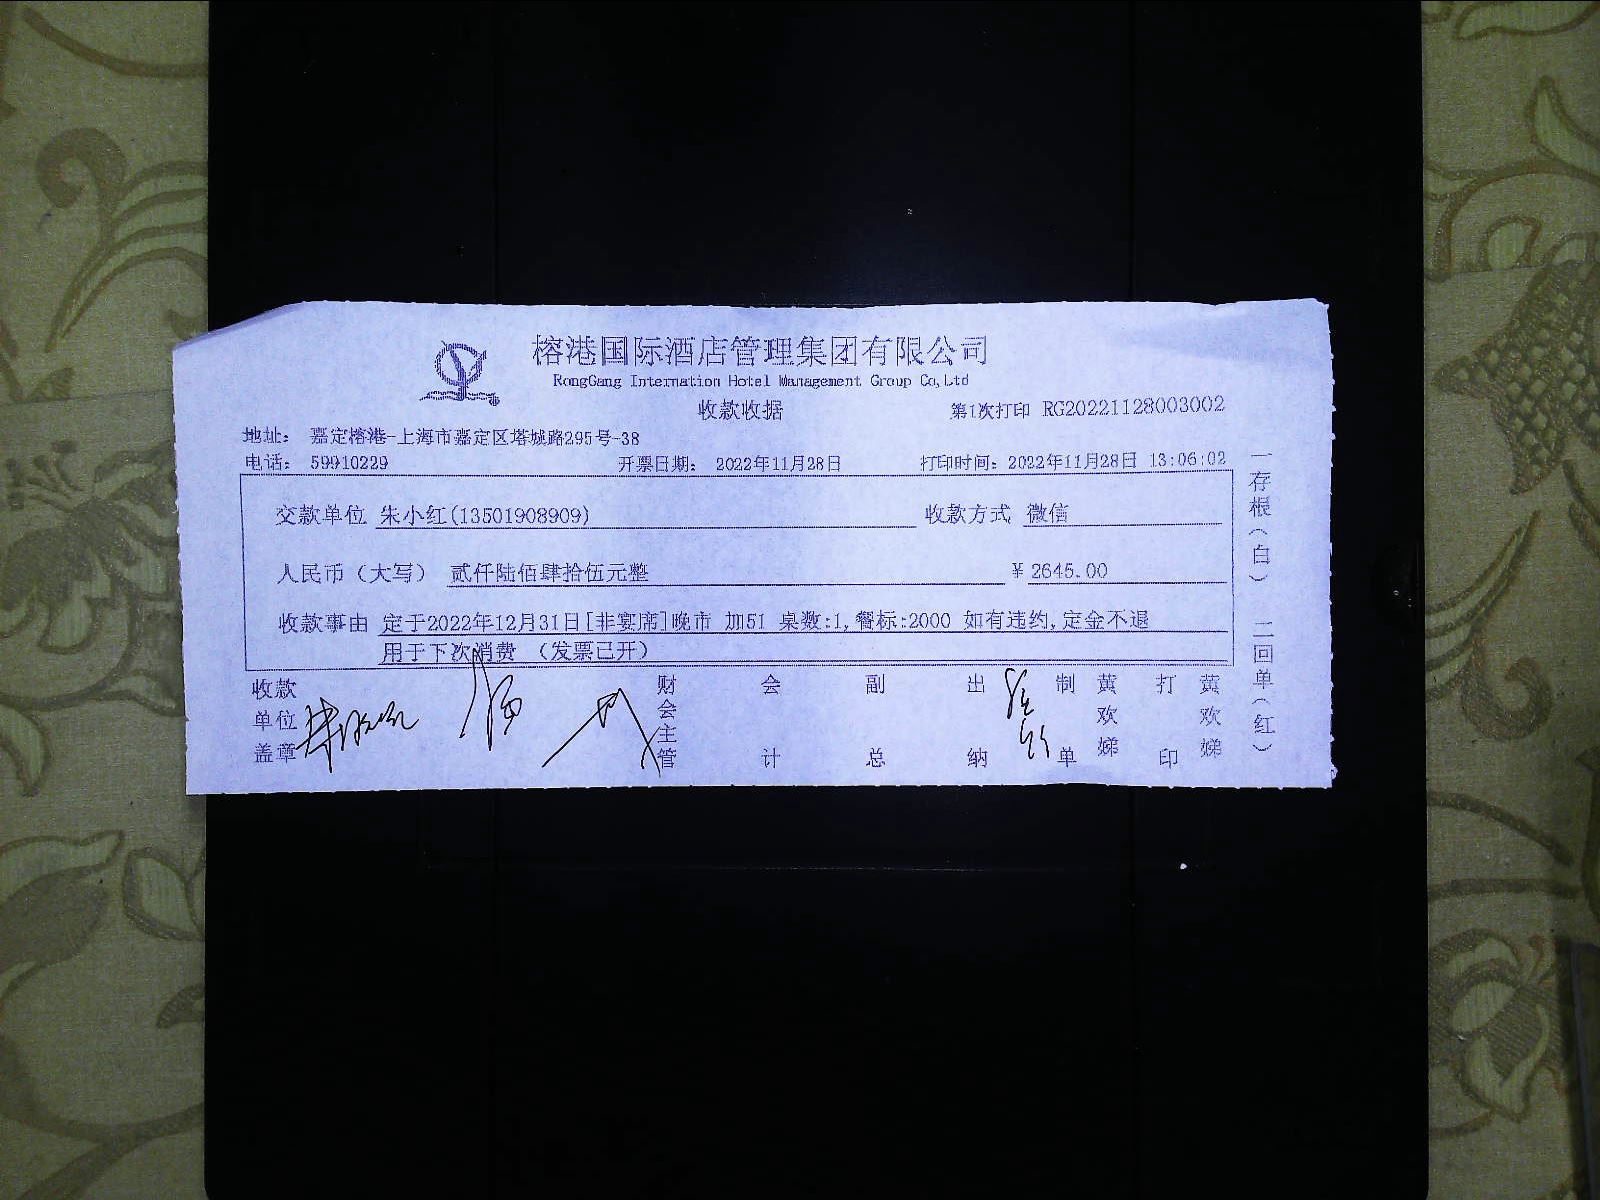 榕港国际酒店管理集团有限公司
RongGang Internation Hotel Management Group Co,Ltd
收款收据 第1次打印 RG20221128003002
地址: 嘉定榕港-上海市嘉定区塔城路295号-38
电话: 59910229 开票日期: 2022年11月28日 打印时间: 2022年11月28日 13:06:02
交款单位 朱小红(13501908909) 收款方式 微信
人民币（大写） 贰仟陆佰肆拾伍元整 ¥ 2645.00
收款事由 定于2022年12月31日[非宴席]晚市 加51 桌数:1,餐标:2000 如有违约,定金不退
用于下次消费 （发票已开）
收款单位盖章 财会主管 会计 副总 出纳 制单 黄欢娣 打印 黄欢娣
一存根（白） 二回单（红）